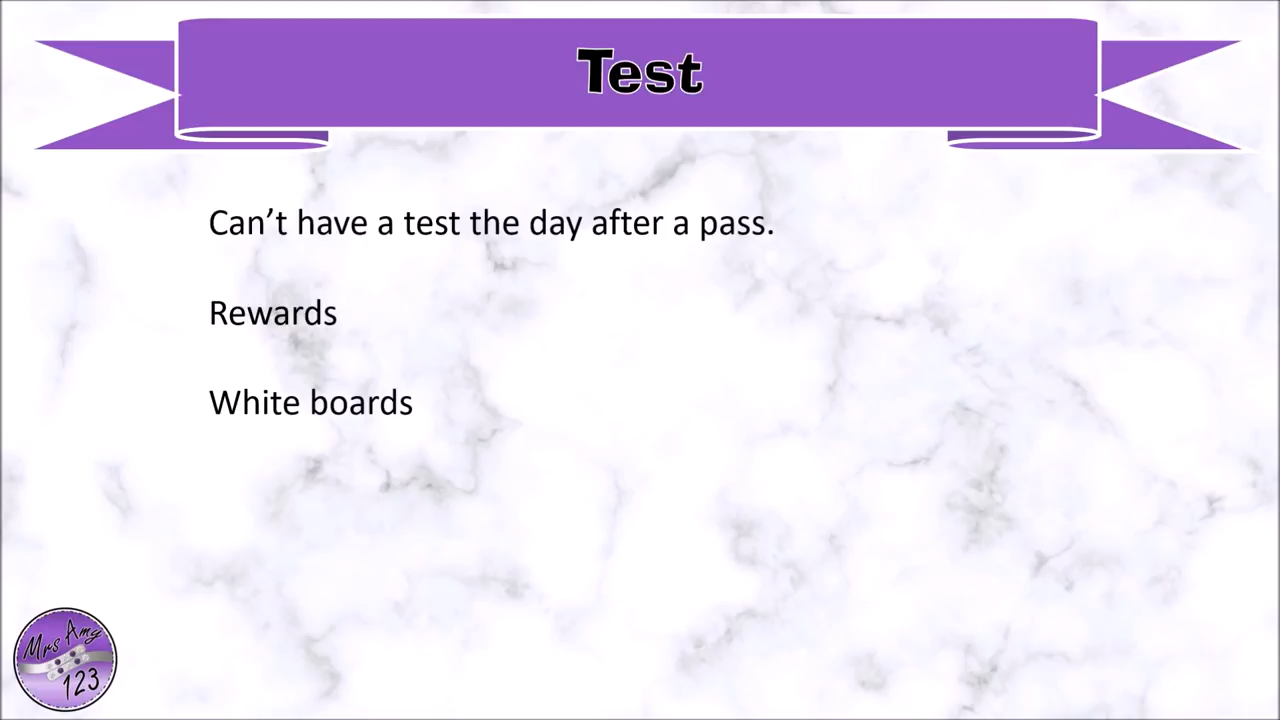 Test
Can’t have a test the day after a pass.
Rewards
White boards
Mrs Amy
123